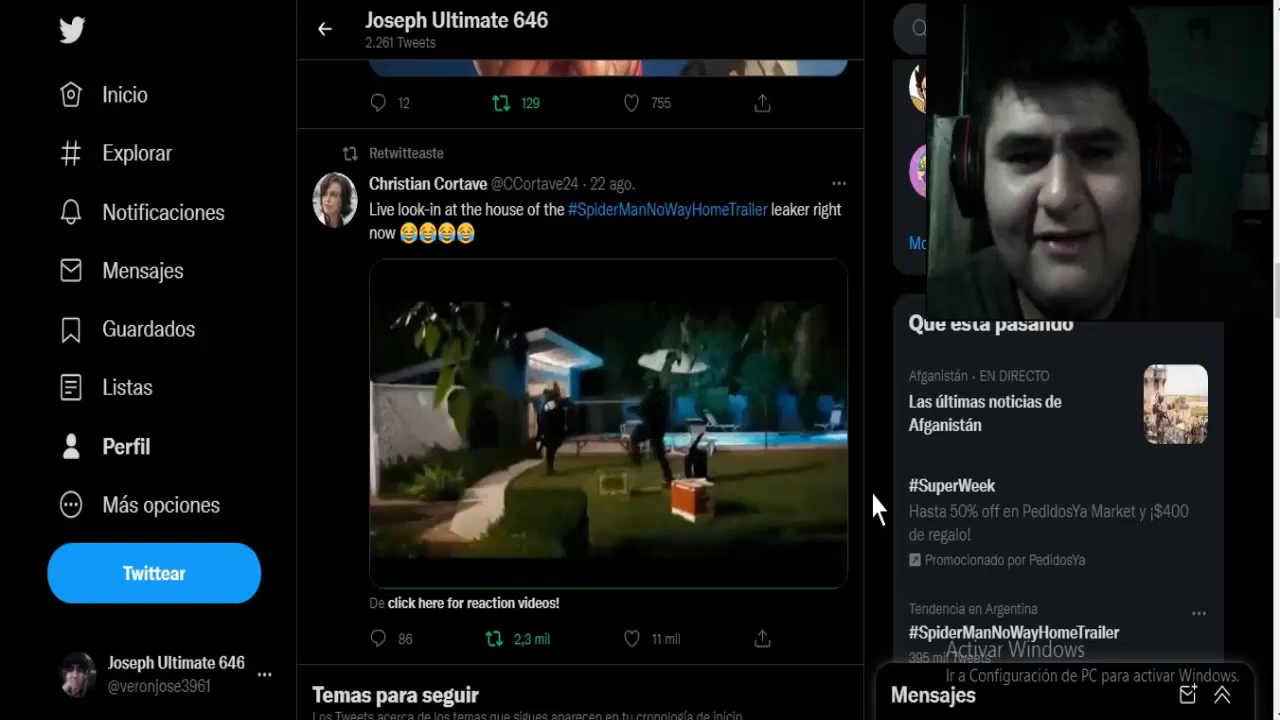 Joseph Ultimate 646
2.261 Tweets
Inicio
Explorar
Notificaciones
Mensajes
Guardados
Listas
Perfil
Más opciones
Twittear
Joseph Ultimate 646
@veronjose3961
12 129 755
Retwitteaste
Christian Cortave @CCortave24 · 22 ago.
Live look-in at the house of the #SpiderManNoWayHomeTrailer leaker right
now 😂😂😂😂
De click here for reaction videos!
86 2,3 mil 11 mil
Temas para seguir
Los Tweets acerca de los temas que sigues aparecen en tu cronología de inicio
Mo
Qué está pasando
Afganistán · EN DIRECTO
Las últimas noticias de
Afganistán
#SuperWeek
Hasta 50% off en PedidosYa Market y ¡$400
de regalo!
Promocionado por PedidosYa
Tendencia en Argentina
#SpiderManNoWayHomeTrailer
395 mil Tweets
Activar Windows
Ir a Configuración de PC para activar Windows.
Mensajes